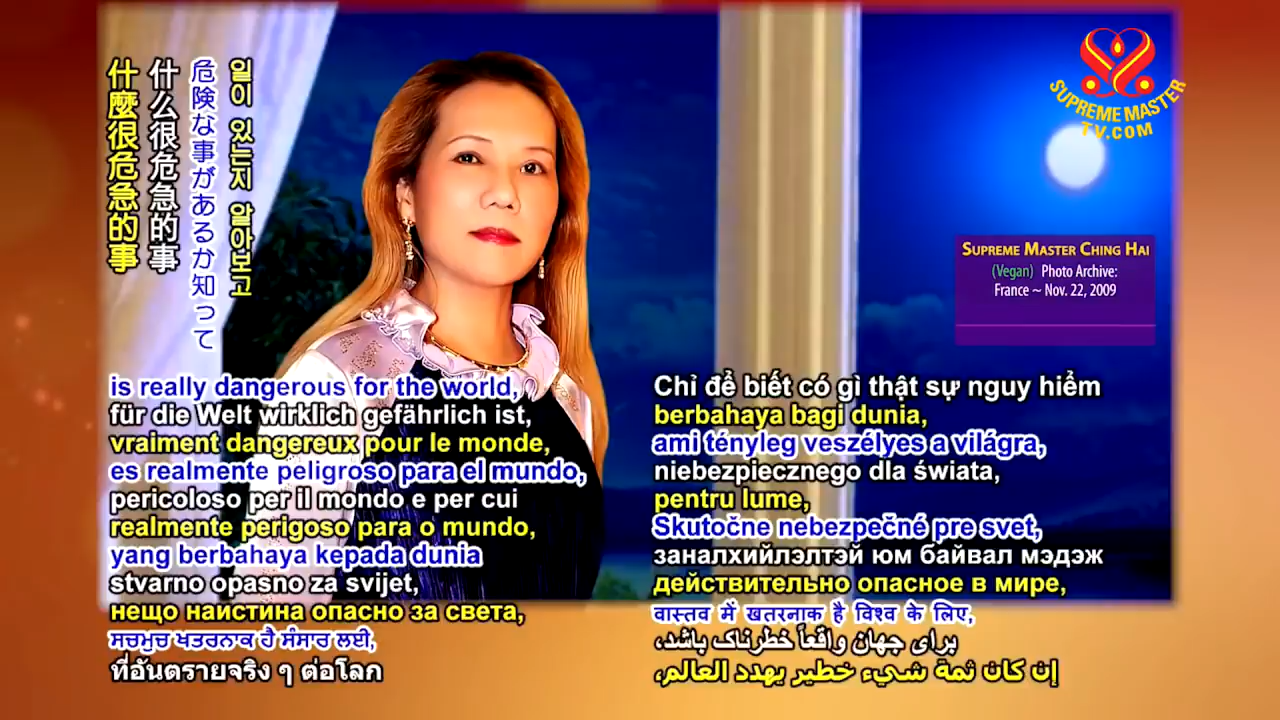 什麼很危急的事
什么很危急的事
危険な事があるか知って
일이 있는지 알아보고
SUPREME MASTER
TV.COM
SUPREME MASTER CHING HAI
(Vegan) Photo Archive:
France ~ Nov. 22, 2009
is really dangerous for the world,
für die Welt wirklich gefährlich ist,
vraiment dangereux pour le monde,
es realmente peligroso para el mundo,
pericoloso per il mondo e per cui
realmente perigoso para o mundo,
yang berbahaya kepada dunia
stvarno opasno za svijet,
нещо наистина опасно за света,
ਸਚਮੁਚ ਖਤਰਨਾਕ ਹੈ ਸੰਸਾਰ ਲਈ,
ที่อันตรายจริง ๆ ต่อโลก
Chỉ để biết có gì thật sự nguy hiểm
berbahaya bagi dunia,
ami tényleg veszélyes a világra,
niebezpiecznego dla świata,
pentru lume,
Skutočne nebezpečné pre svet,
заналхийлэлтэй юм байвал мэдэж
действительно опасное в мире,
वास्तव में खतरनाक है विश्व के लिए,
برای جهان واقعاً خطرناک باشد،
إن كان ثمة شيء خطير يهدد العالم،